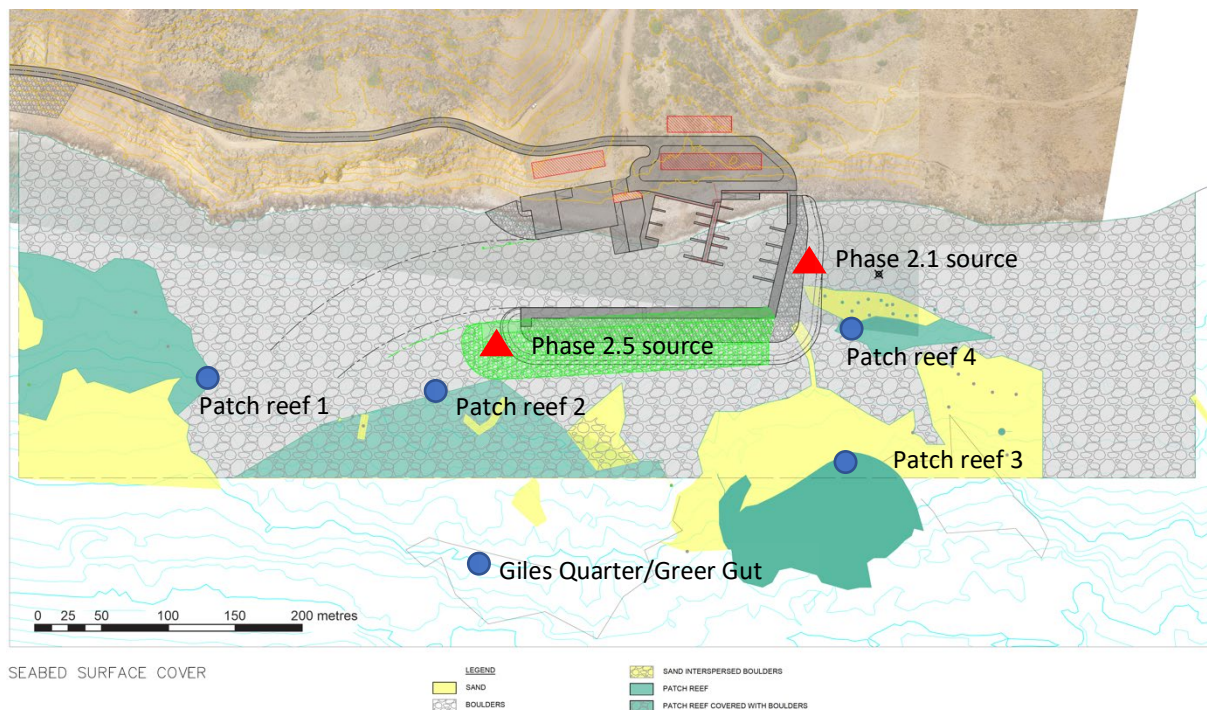 Phase 2.1 source
Phase 2.5 source
Patch reef 4
Patch reef 1
Patch reef 2
Patch reef 3
Giles Quarter/Greer Gut
0 25 50 100 150 200 metres
SEABED SURFACE COVER
LEGEND
SAND
BOULDERS
SAND INTERSPERSED BOULDERS
PATCH REEF
PATCH REEF COVERED WITH BOULDERS